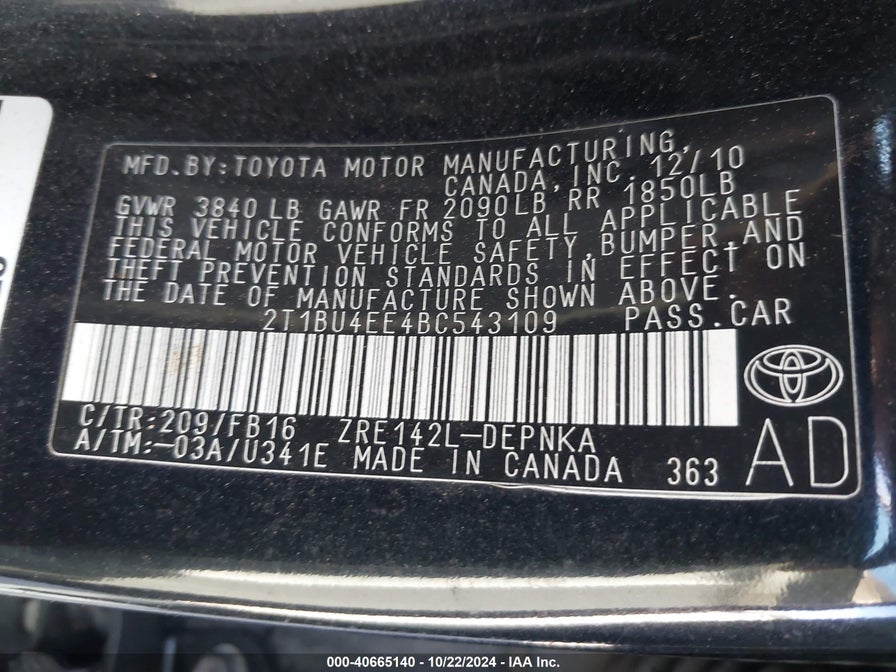 MFD.BY:TOYOTA MOTOR MANUFACTURING,
CANADA,INC. 12/10
GVWR 3840 LB GAWR FR 2090LB RR 1850LB
THIS VEHICLE CONFORMS TO ALL APPLICABLE
FEDERAL MOTOR VEHICLE SAFETY,BUMPER,AND
THEFT PREVENTION STANDARDS IN EFFECT ON
THE DATE OF MANUFACTURE SHOWN ABOVE.
2T1BU4EE4BC543109 PASS.CAR
C/TR:209/FB16 ZRE142L-DEPNKA
A/TM:-03A/U341E MADE IN CANADA 363 AD
000-40665140 - 10/22/2024 - IAA Inc.